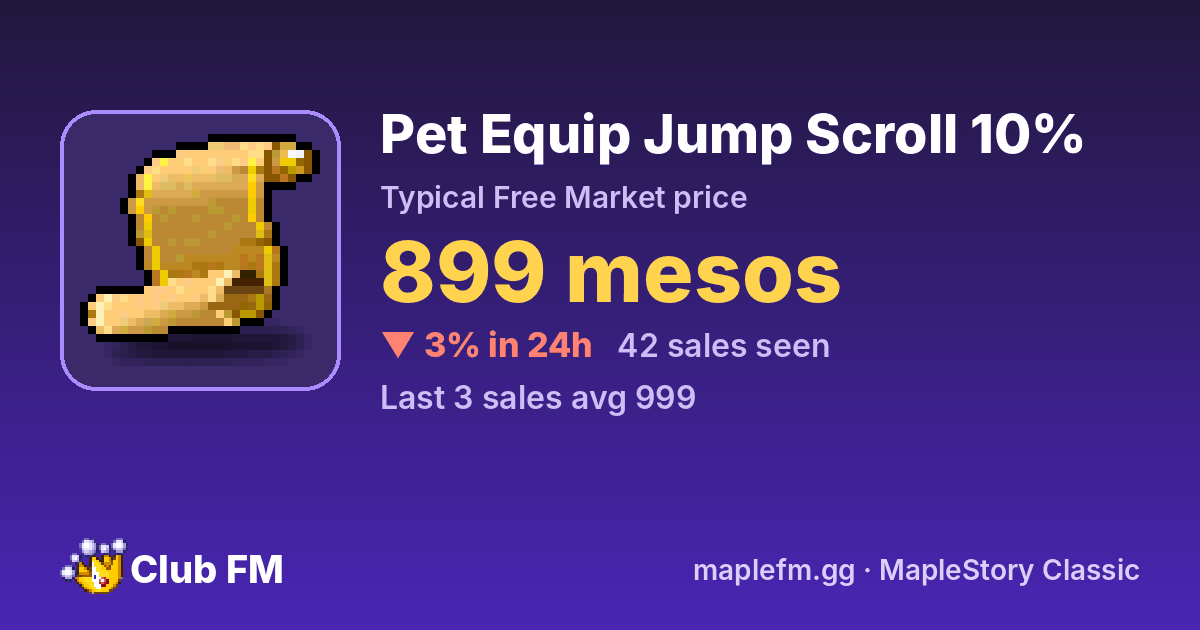 Pet Equip Jump Scroll 10%
Typical Free Market price
899 mesos
▼ 3% in 24h 42 sales seen
Last 3 sales avg 999
Club FM
maplefm.gg · MapleStory Classic